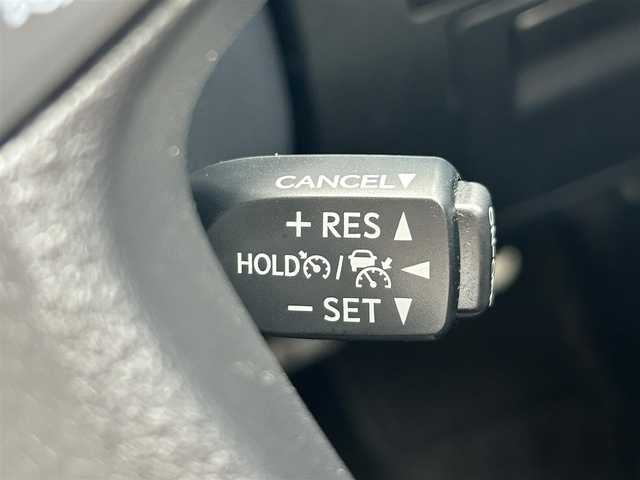 CANCEL▼
+ RES ▲
HOLD / ◀
− SET ▼